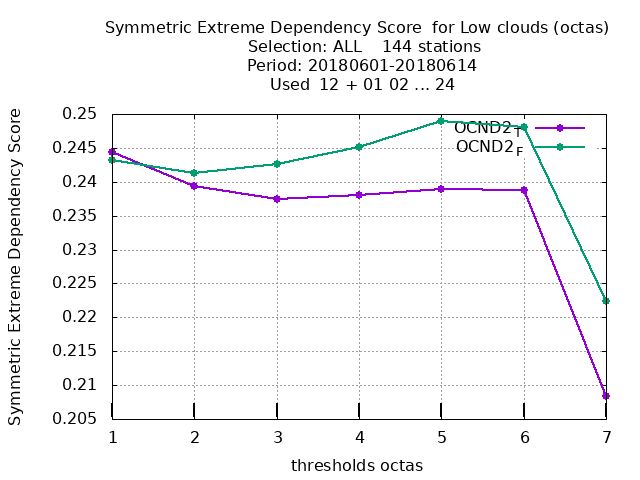 Symmetric Extreme Dependency Score for Low clouds (octas)
Selection: ALL 144 stations
Period: 20180601-20180614
Used 12 + 01 02 ... 24
Symmetric Extreme Dependency Score
0.25
0.245
0.24
0.235
0.23
0.225
0.22
0.215
0.21
0.205
OCND2T
OCND2F
1 2 3 4 5 6 7
thresholds octas